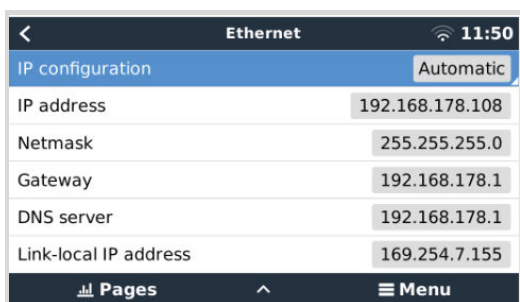 Ethernet 11:50
IP configuration Automatic
IP address 192.168.178.108
Netmask 255.255.255.0
Gateway 192.168.178.1
DNS server 192.168.178.1
Link-local IP address 169.254.7.155
Pages Menu